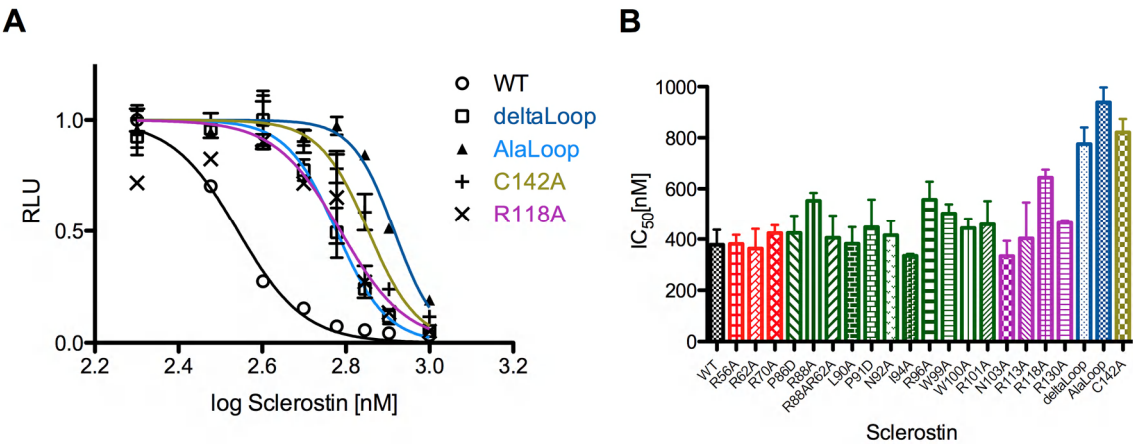 A
RLU
1.0
0.5
0.0
2.2 2.4 2.6 2.8 3.0 3.2
log Sclerostin [nM]
WT
deltaLoop
AlaLoop
C142A
R118A
B
IC50[nM]
1000
800
600
400
200
0
WT R56A R62A R70A P86D R88A R88AR62A L90A P91D N92A I94A R96A W99A W100A R101A N103A R113A R118A R130A deltaLoop AlaLoop C142A
Sclerostin